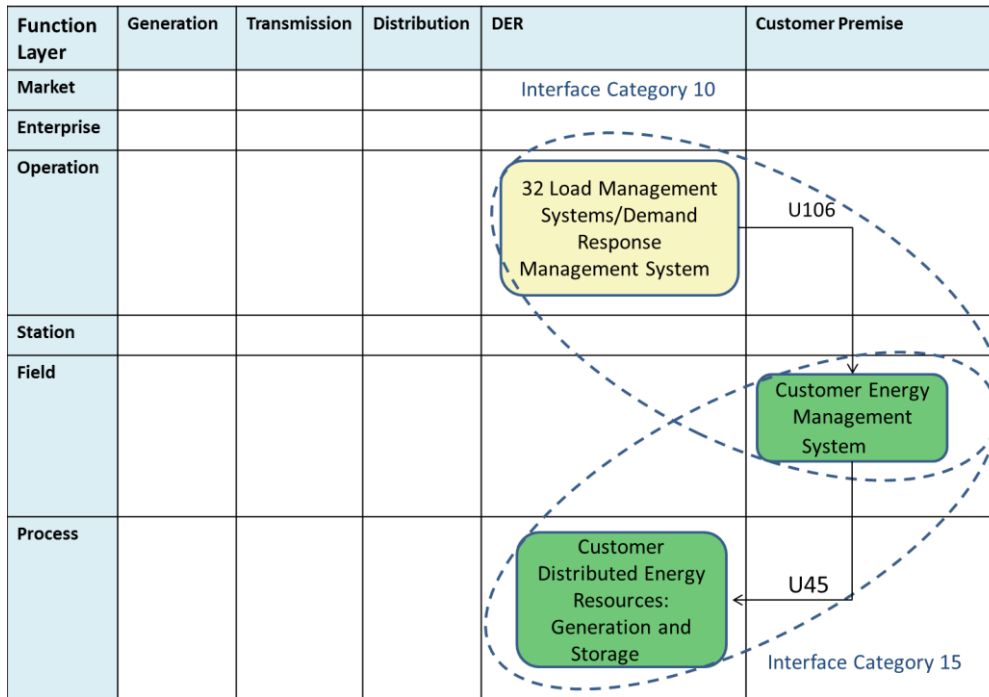 Function
Layer
Generation
Transmission
Distribution
DER
Customer Premise
Market
Interface Category 10
Enterprise
Operation
32 Load Management
Systems/Demand
Response
Management System
U106
Station
Field
Customer Energy
Management
System
Process
Customer
Distributed Energy
Resources:
Generation and
Storage
U45
Interface Category 15